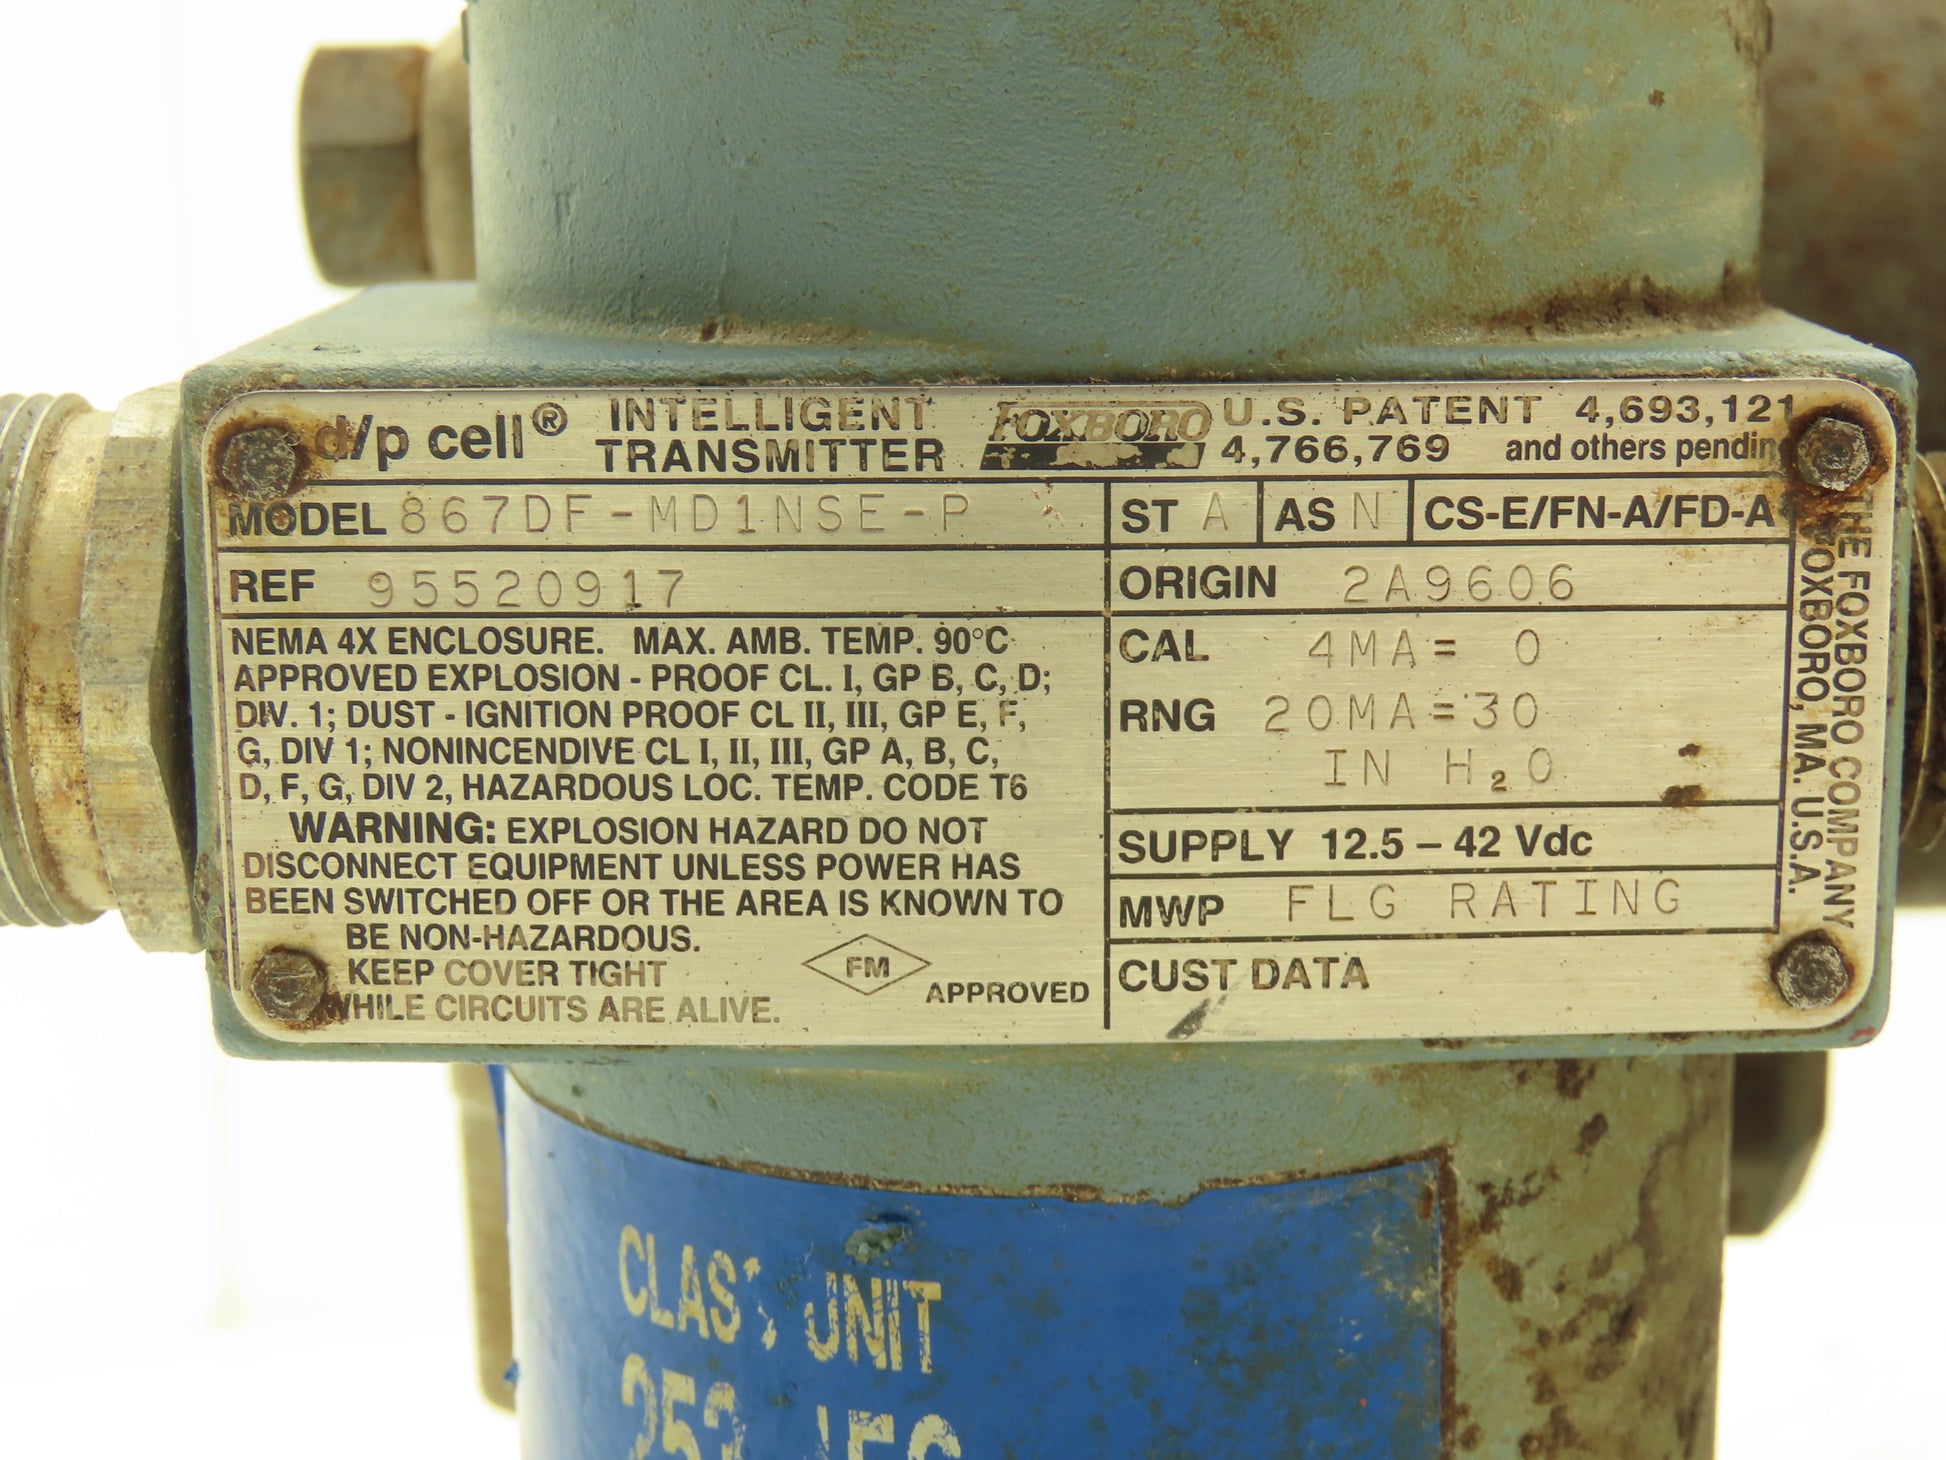 d/p cell® INTELLIGENT TRANSMITTER
FOXBORO
U.S. PATENT 4,693,121
4,766,769 and others pending
MODEL 867DF-MD1NSE-P
ST A
AS N
CS-E/FN-A/FD-A
REF 95520917
ORIGIN 2A9606
NEMA 4X ENCLOSURE. MAX. AMB. TEMP. 90°C
APPROVED EXPLOSION - PROOF CL. I, GP B, C, D;
DIV. 1; DUST - IGNITION PROOF CL II, III, GP E, F,
G, DIV 1; NONINCENDIVE CL I, II, III, GP A, B, C,
D, F, G, DIV 2, HAZARDOUS LOC. TEMP. CODE T6
WARNING: EXPLOSION HAZARD DO NOT
DISCONNECT EQUIPMENT UNLESS POWER HAS
BEEN SWITCHED OFF OR THE AREA IS KNOWN TO
BE NON-HAZARDOUS.
KEEP COVER TIGHT
WHILE CIRCUITS ARE ALIVE.
FM
APPROVED
CAL 4MA= 0
RNG 20MA=30
IN H₂O
SUPPLY 12.5 – 42 Vdc
MWP FLG RATING
CUST DATA
THE FOXBORO COMPANY
FOXBORO, MA. U.S.A.
UNIT